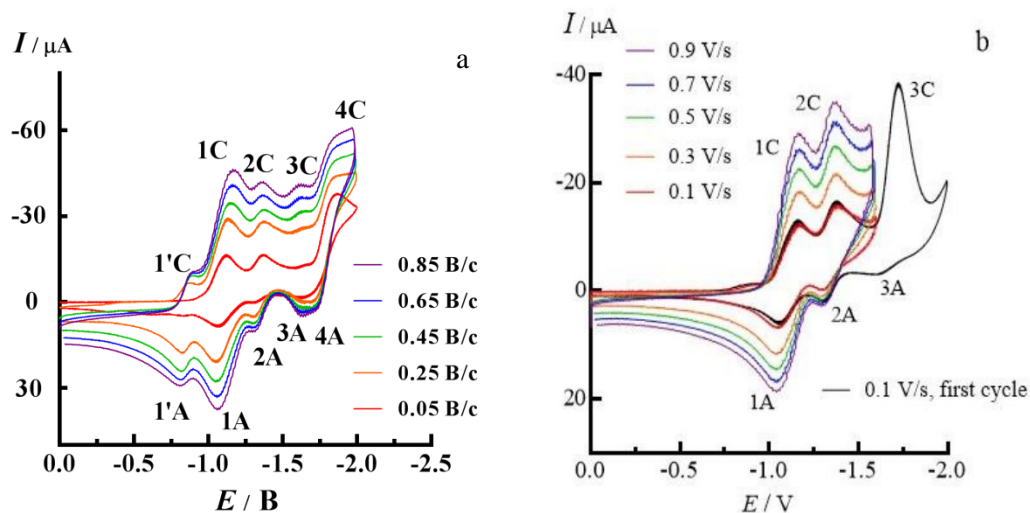 I / μA
a
-60
-30
0
30
1C
2C
3C
4C
1'C
1'A
1A
2A
3A
4A
0.85 В/с
0.65 В/с
0.45 В/с
0.25 В/с
0.05 В/с
0.0 -0.5 -1.0 -1.5 -2.0 -2.5
E / В
I / μA
b
-40
-20
0
20
0.9 V/s
0.7 V/s
0.5 V/s
0.3 V/s
0.1 V/s
1C
2C
3C
1A
2A
3A
0.1 V/s, first cycle
0.0 -0.5 -1.0 -1.5 -2.0
E / V